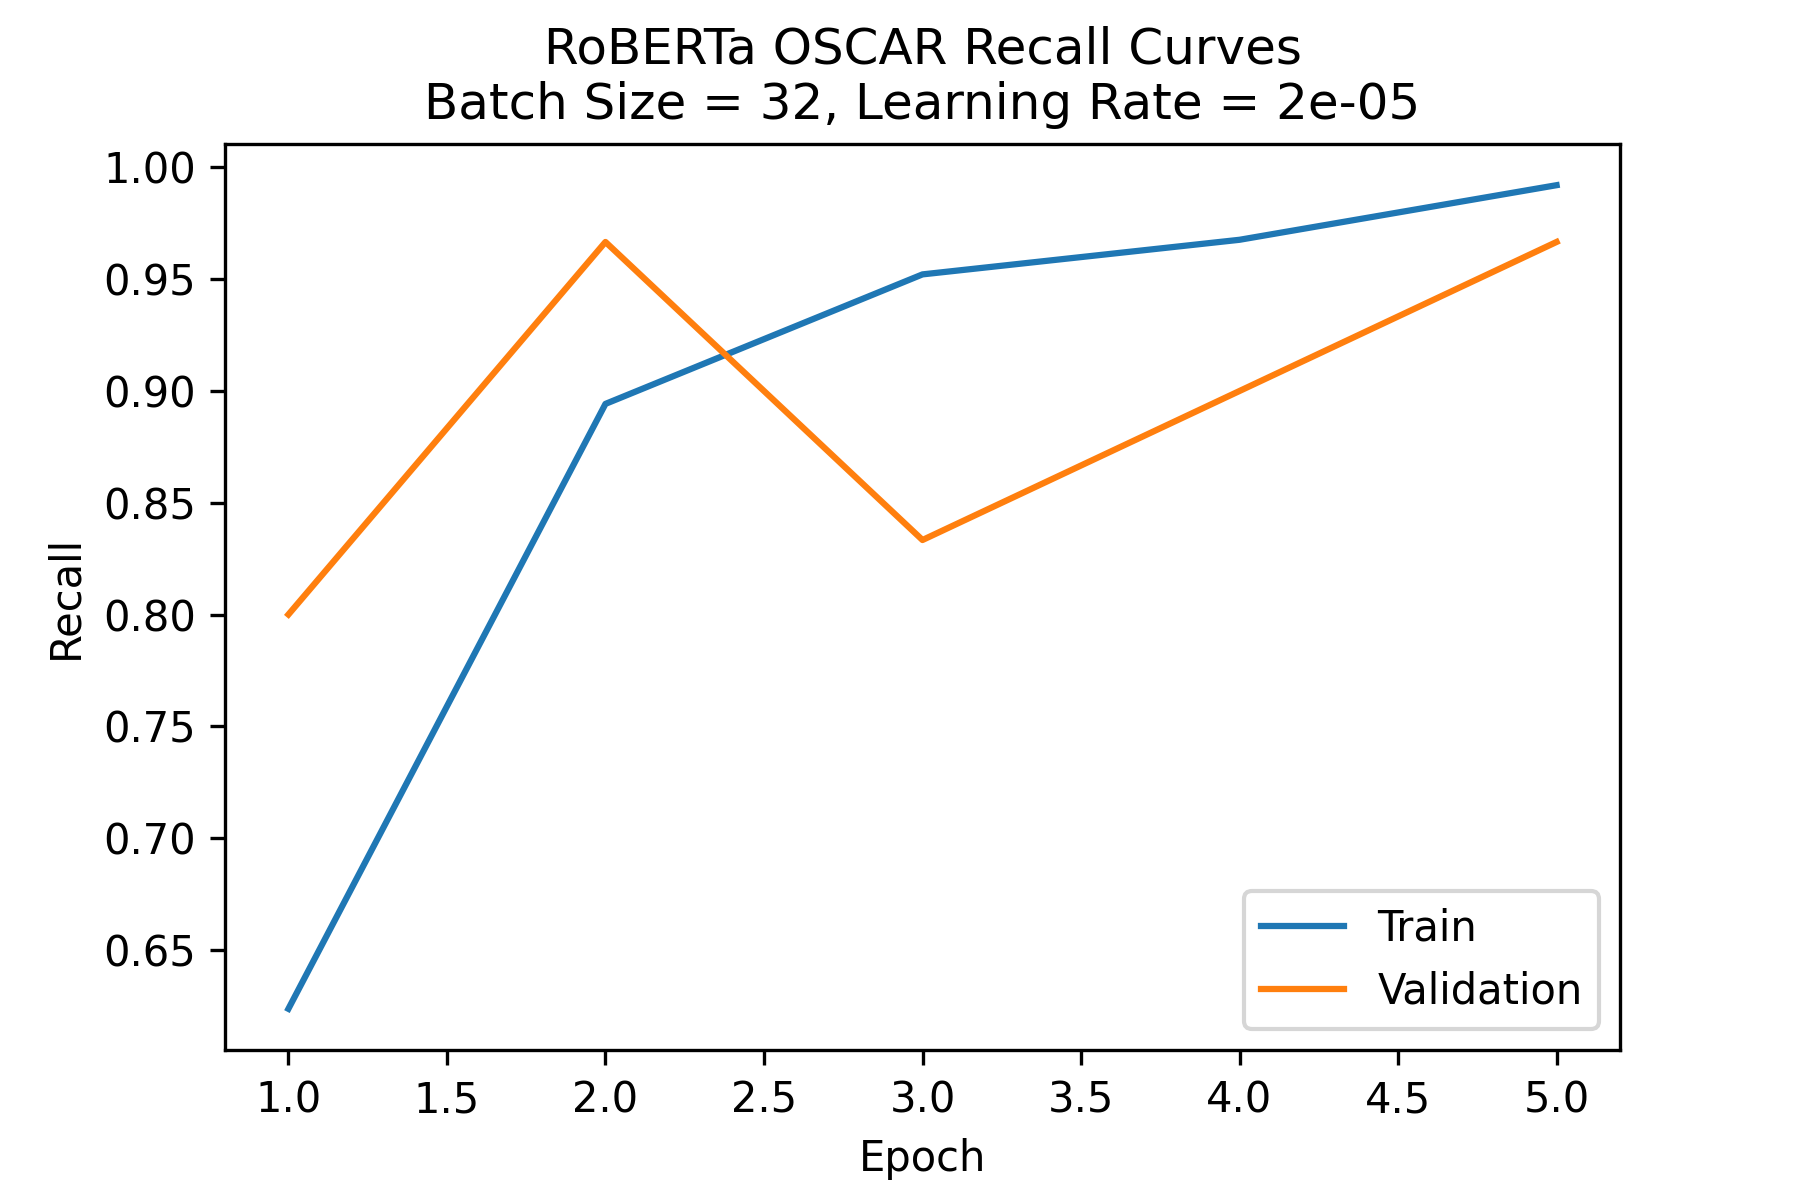 RoBERTa OSCAR Recall Curves
Batch Size = 32, Learning Rate = 2e-05
1.00
0.95
0.90
0.85
0.80
0.75
0.70
0.65
Recall
Train
Validation
1.0 1.5 2.0 2.5 3.0 3.5 4.0 4.5 5.0
Epoch